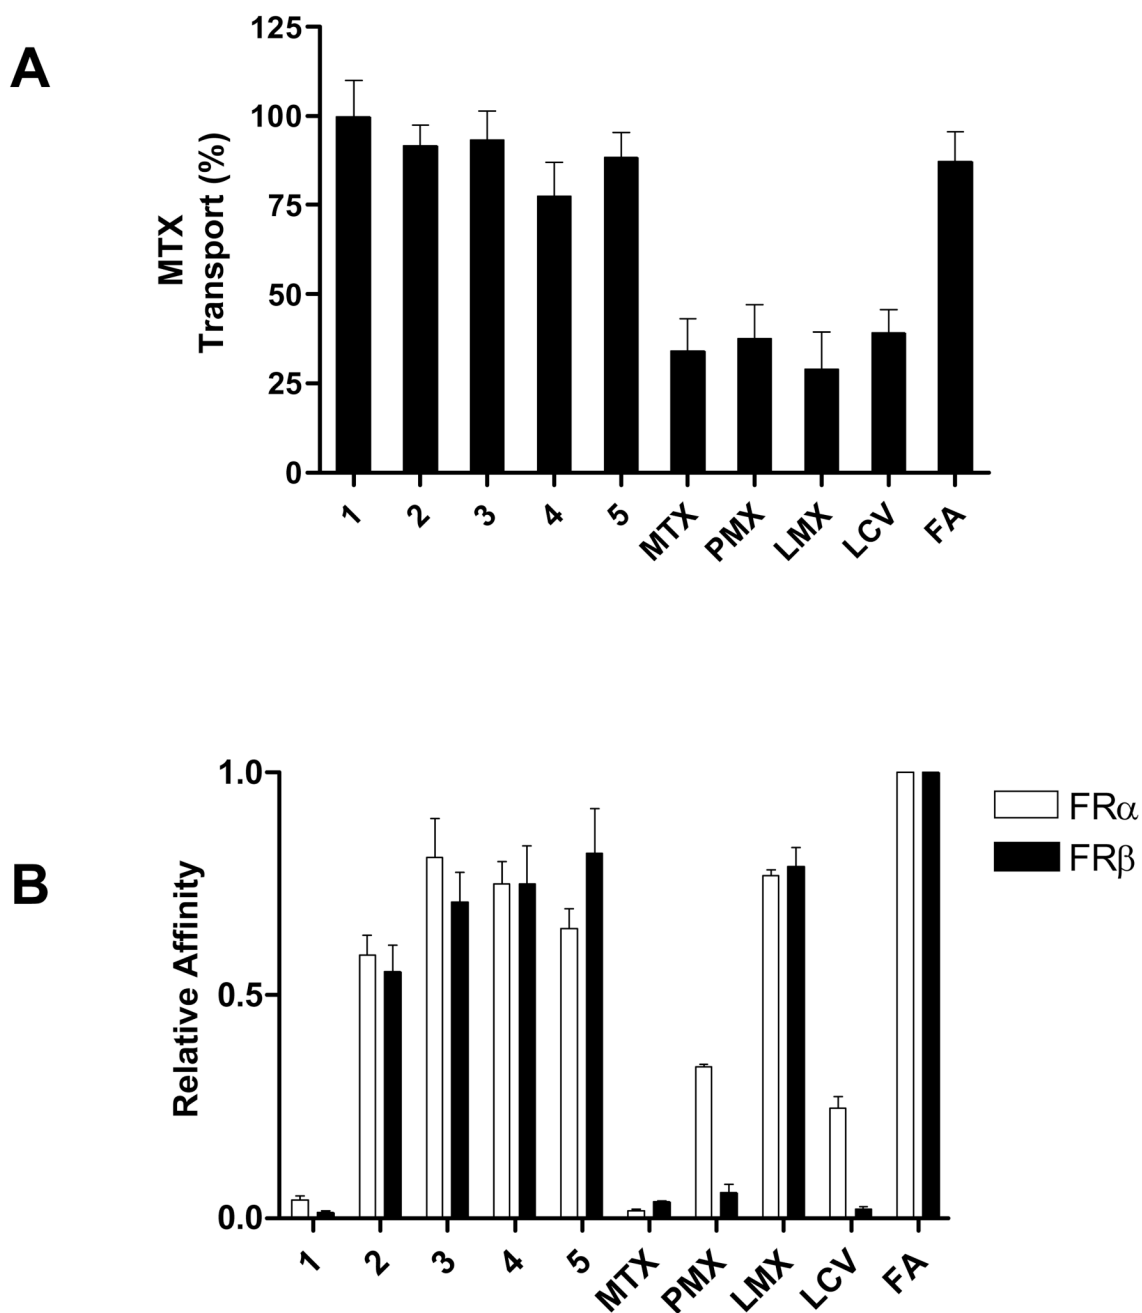 A
MTX
Transport (%)
125
100
75
50
25
0
1
2
3
4
5
MTX
PMX
LMX
LCV
FA
B
Relative Affinity
1.0
0.5
0.0
1
2
3
4
5
MTX
PMX
LMX
LCV
FA
FRα
FRβ